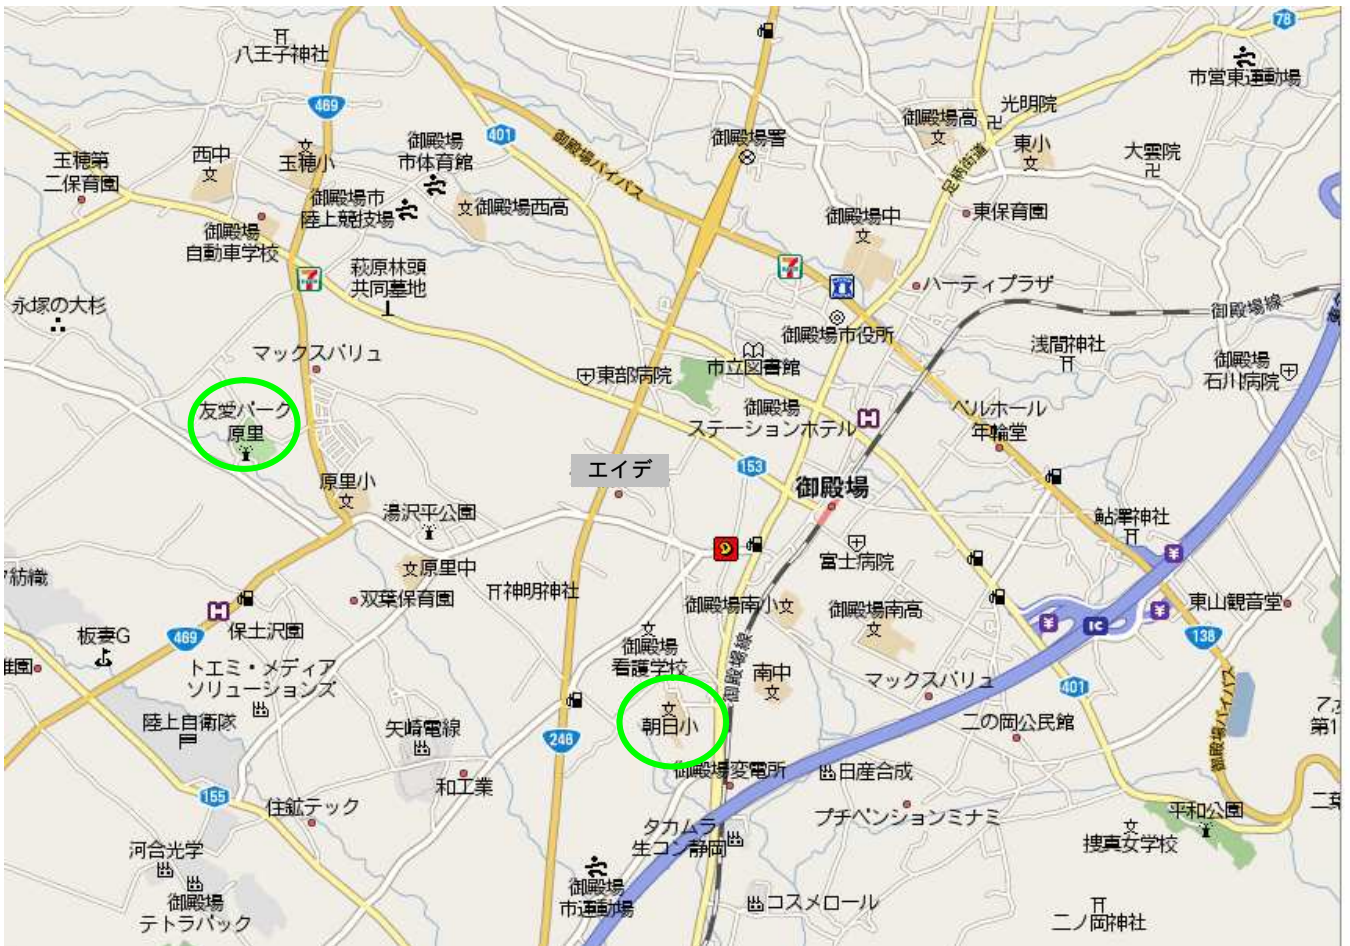 78
八王子神社
市営東運動場
469
401
御殿場バイパス
御殿場署
御殿場高
光明院
東小
大雲院
足柄街道
玉穂第
二保育園
西中
玉穂小
御殿場
市体育館
御殿場市
陸上競技場
御殿場西高
御殿場中
東保育園
御殿場
自動車学校
萩原林頭
共同墓地
ハーティプラザ
御殿場線
永塚の大杉
御殿場市役所
浅間神社
マックスバリュ
東部病院
市立図書館
御殿場
石川病院
友愛パーク
原里
御殿場
ステーションホテル
ベルホール
年輪堂
エイデ
153
御殿場
原里小
湯沢平公園
鮎澤神社
富士病院
原里中
神明神社
双葉保育園
御殿場南小
御殿場南高
東山観音堂
IC
138
板妻G
469
保土沢園
御殿場
看護学校
御殿場線
南中
マックスバリュ
401
トエミ・メディア
ソリューションズ
朝日小
二の岡公民館
御殿場バイパス
陸上自衛隊
矢崎電線
246
御殿場変電所
日産合成
和工業
155
住鉱テック
プチペンションミナミ
平和公園
タカムラ
生コン静岡
捜真女学校
河合光学
御殿場
テトラパック
御殿場
市運動場
コスメロール
二ノ岡神社